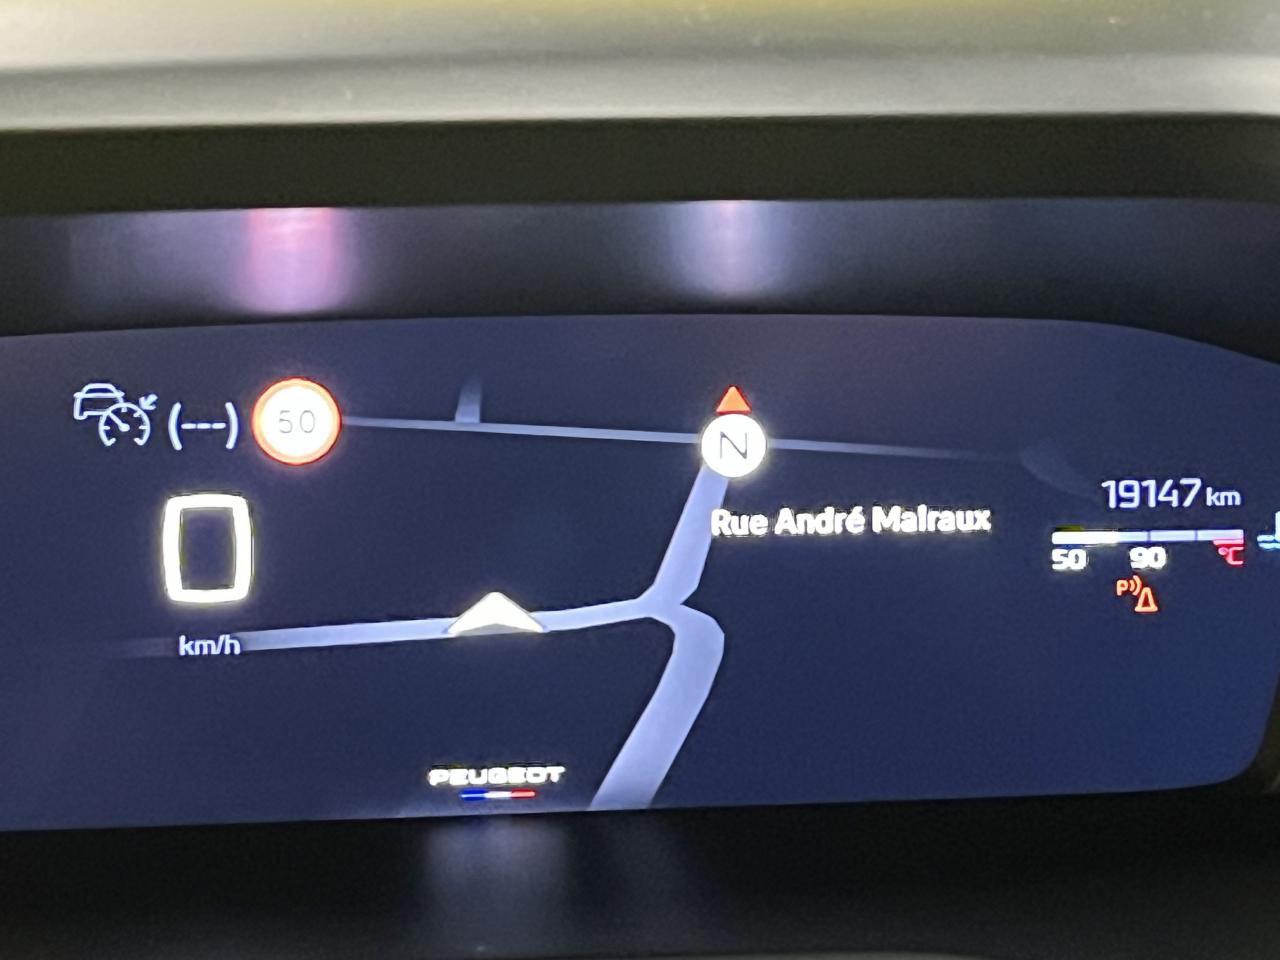 (---)
50
N
19147 km
0
Rue André Malraux
50 90 °C
P
km/h
PEUGEOT